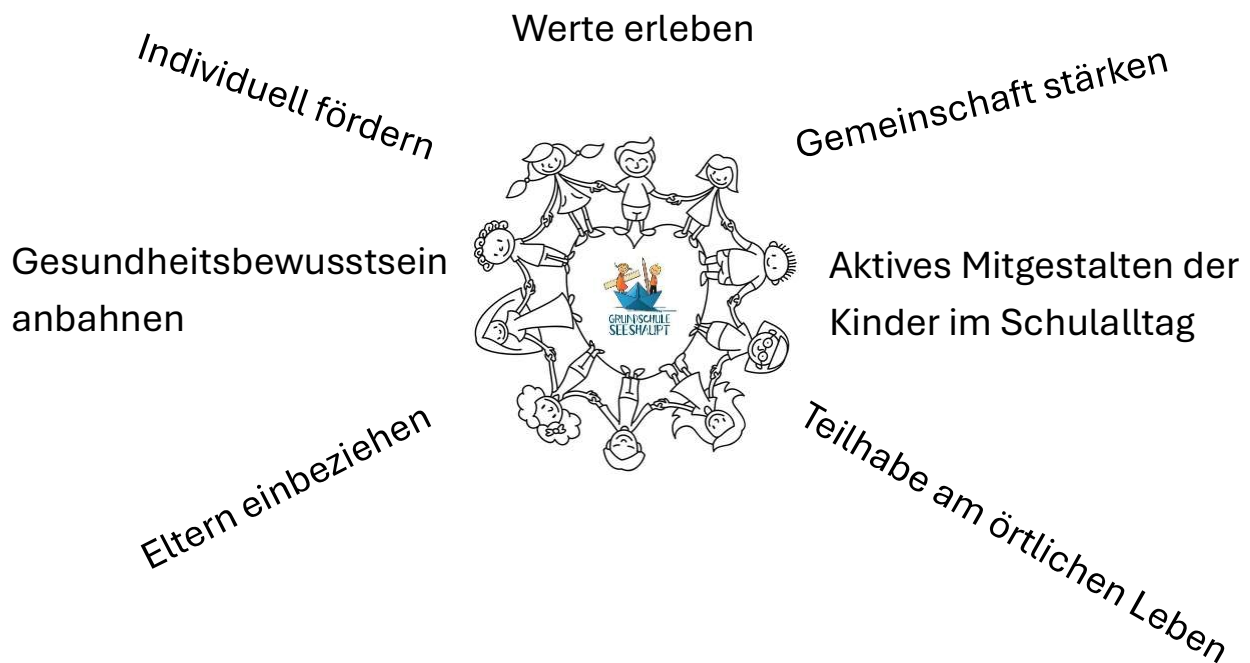 Werte erleben
Individuell fördern
Gemeinschaft stärken
Gesundheitsbewusstsein
anbahnen
Aktives Mitgestalten der
Kinder im Schulalltag
GRUNDSCHULE
SEESHAUPT
Eltern einbeziehen
Teilhabe am örtlichen Leben